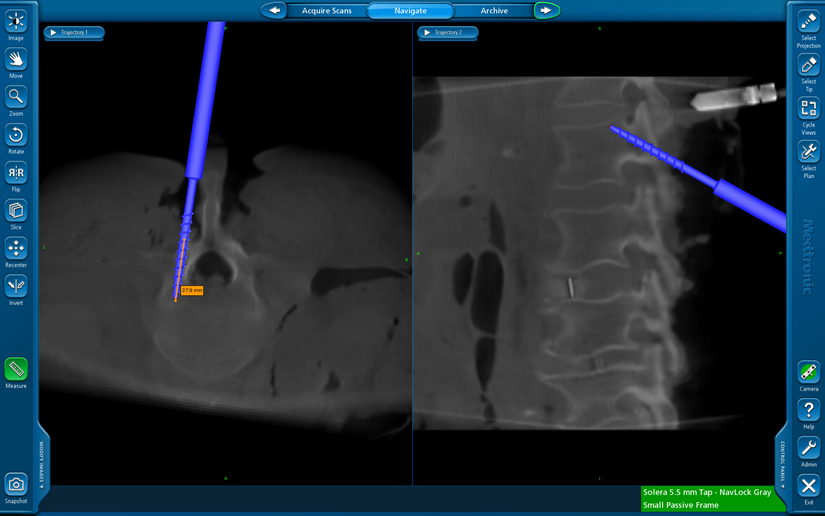 Acquire Scans
Navigate
Archive
Image
Move
Zoom
Rotate
Flip
Slice
Recenter
Invert
Measure
Snapshot
MODIFY IMAGES
Trajectory 1
P
L
R
A
27.9 mm
Trajectory 2
S
A
P
I
Select
Projection
Select
Tip
Cycle
Views
Select
Plan
Medtronic
Camera
Help
Admin
Exit
CONTROL PANEL
Solera 5.5 mm Tap - NavLock Gray
Small Passive Frame